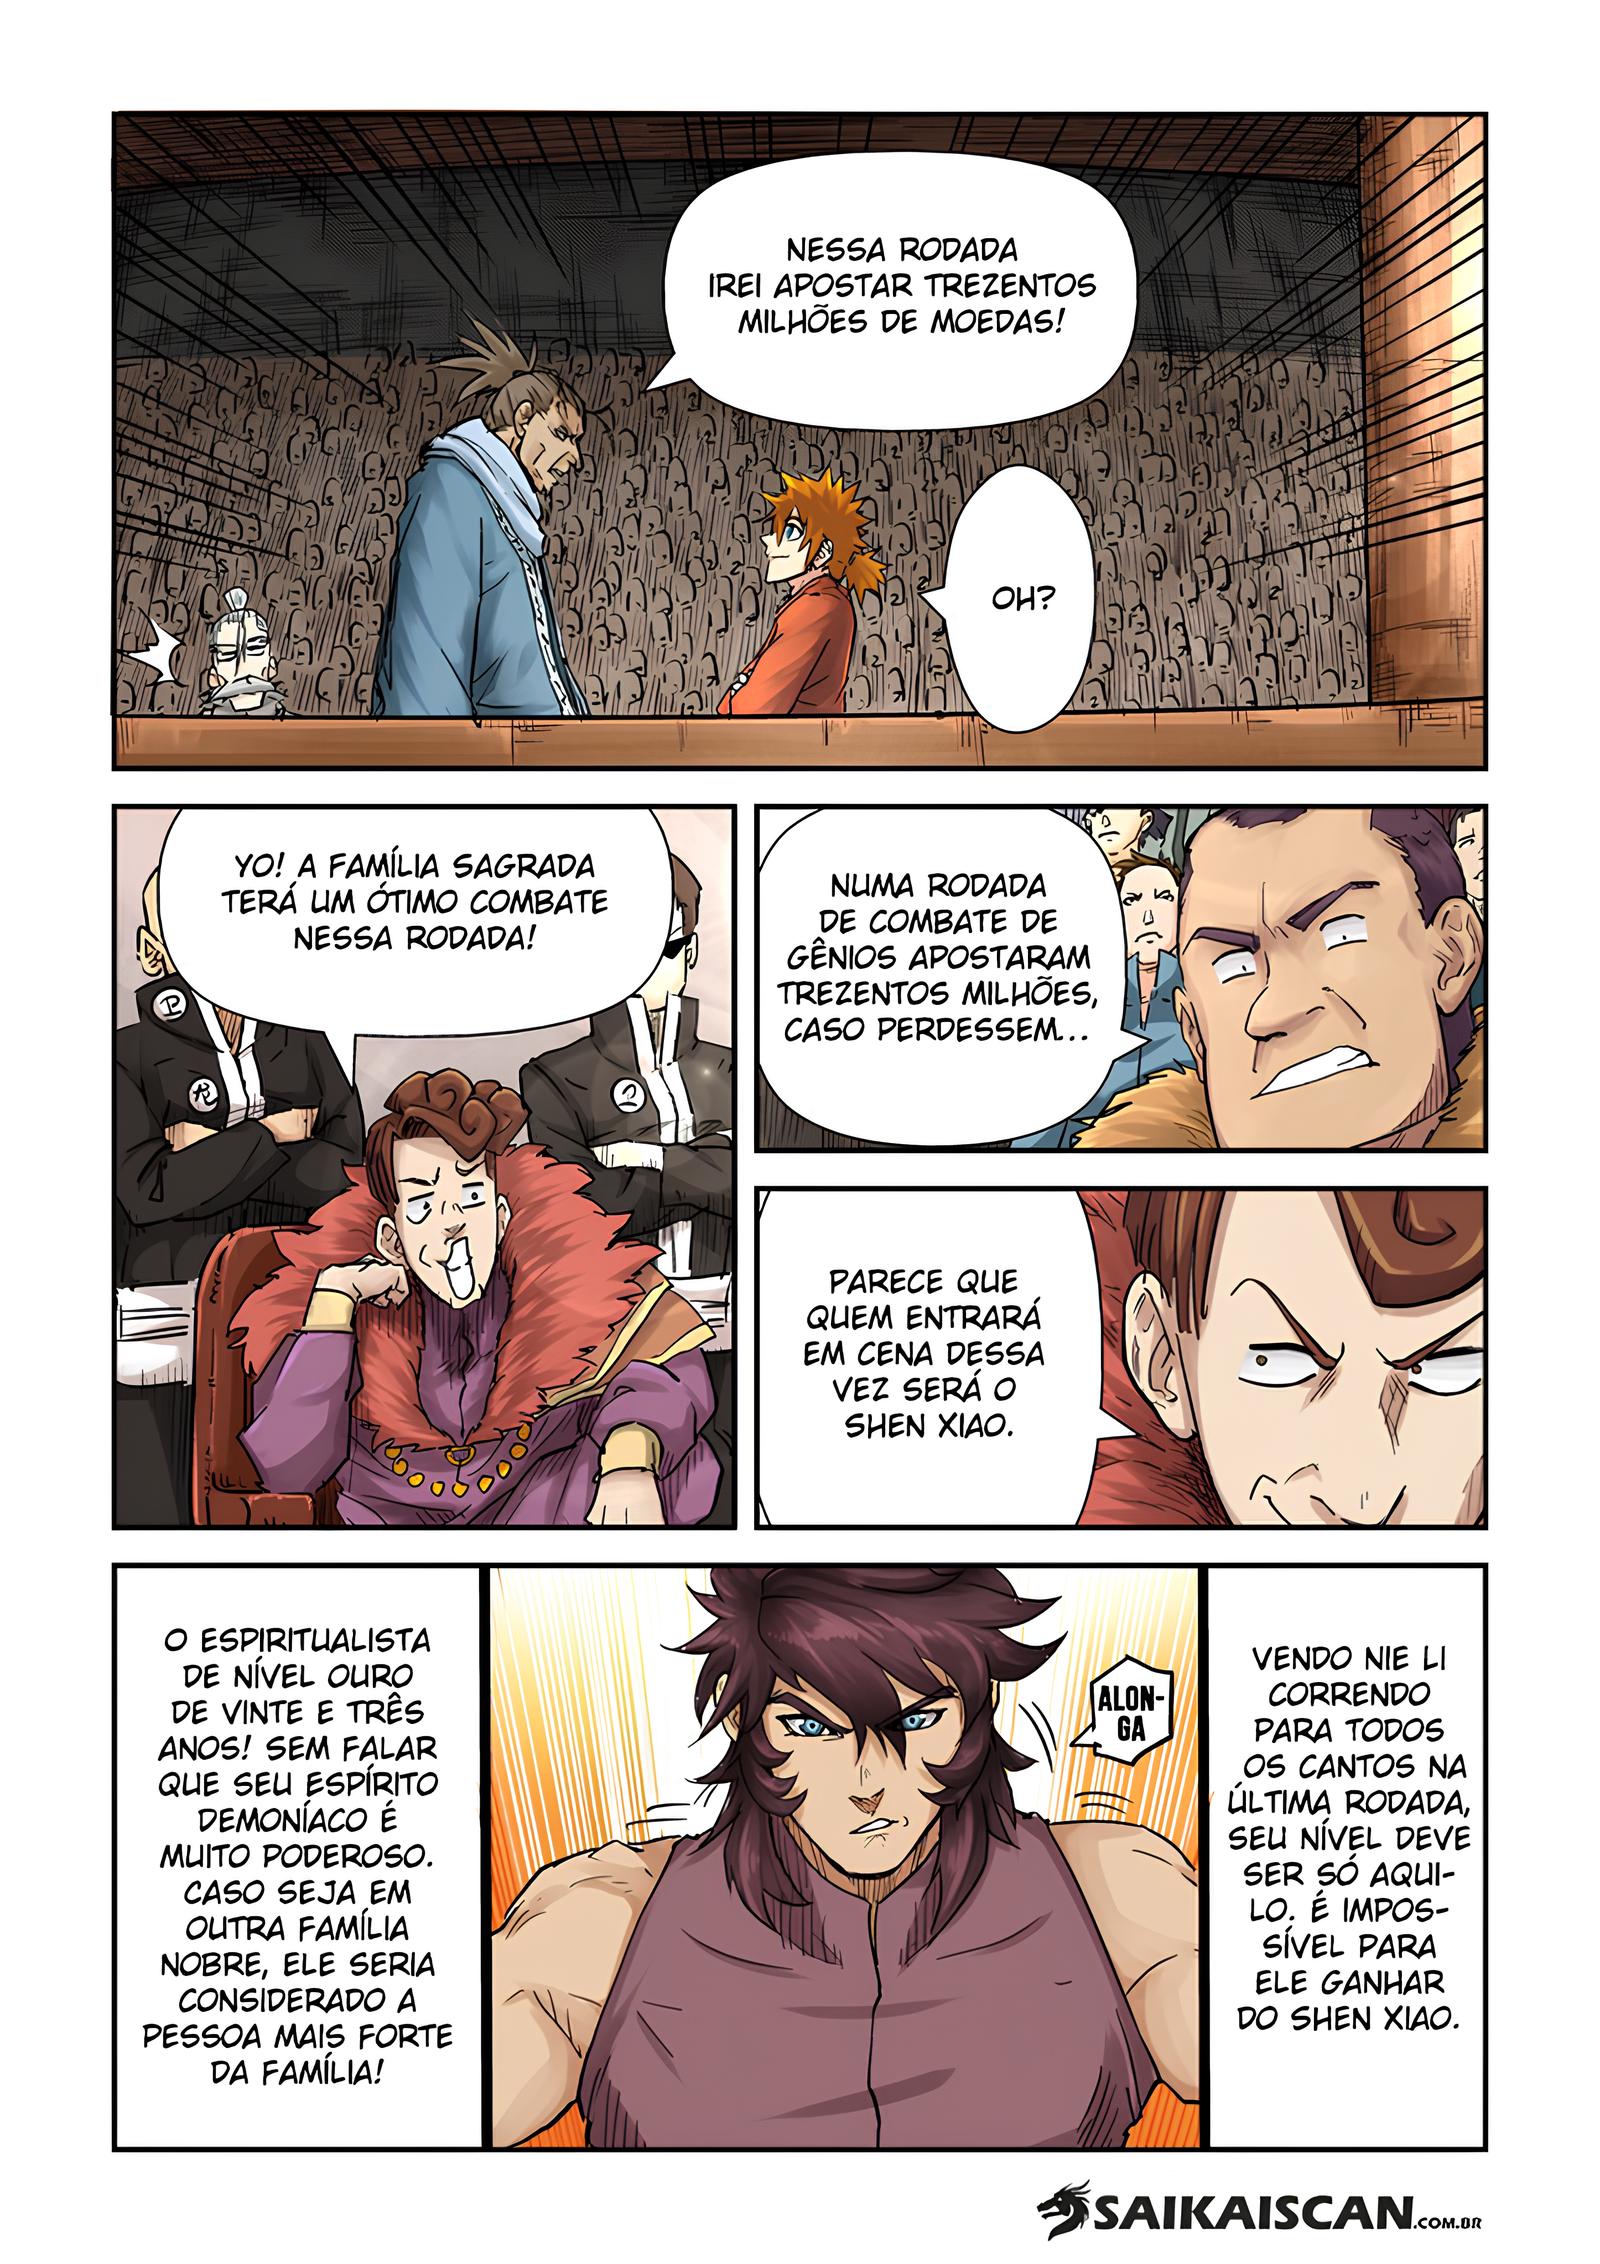 NESSA RODADA
IREI APOSTAR TREZENTOS
MILHÕES DE MOEDAS!
OH?
YO! A FAMÍLIA SAGRADA
TERÁ UM ÓTIMO COMBATE
NESSA RODADA!
NUMA RODADA
DE COMBATE DE
GÊNIOS APOSTARAM
TREZENTOS MILHÕES,
CASO PERDESSEM...
PARECE QUE
QUEM ENTRARÁ
EM CENA DESSA
VEZ SERÁ O
SHEN XIAO.
O ESPIRITUALISTA
DE NÍVEL OURO
DE VINTE E TRÊS
ANOS! SEM FALAR
QUE SEU ESPÍRITO
DEMONÍACO É
MUITO PODEROSO.
CASO SEJA EM
OUTRA FAMÍLIA
NOBRE, ELE SERIA
CONSIDERADO A
PESSOA MAIS FORTE
DA FAMÍLIA!
ALON-
GA
VENDO NIE LI
CORRENDO
PARA TODOS
OS CANTOS NA
ÚLTIMA RODADA,
SEU NÍVEL DEVE
SER SÓ AQUI-
LO. É IMPOS-
SÍVEL PARA
ELE GANHAR
DO SHEN XIAO.
SAIKAISCAN.COM.BR